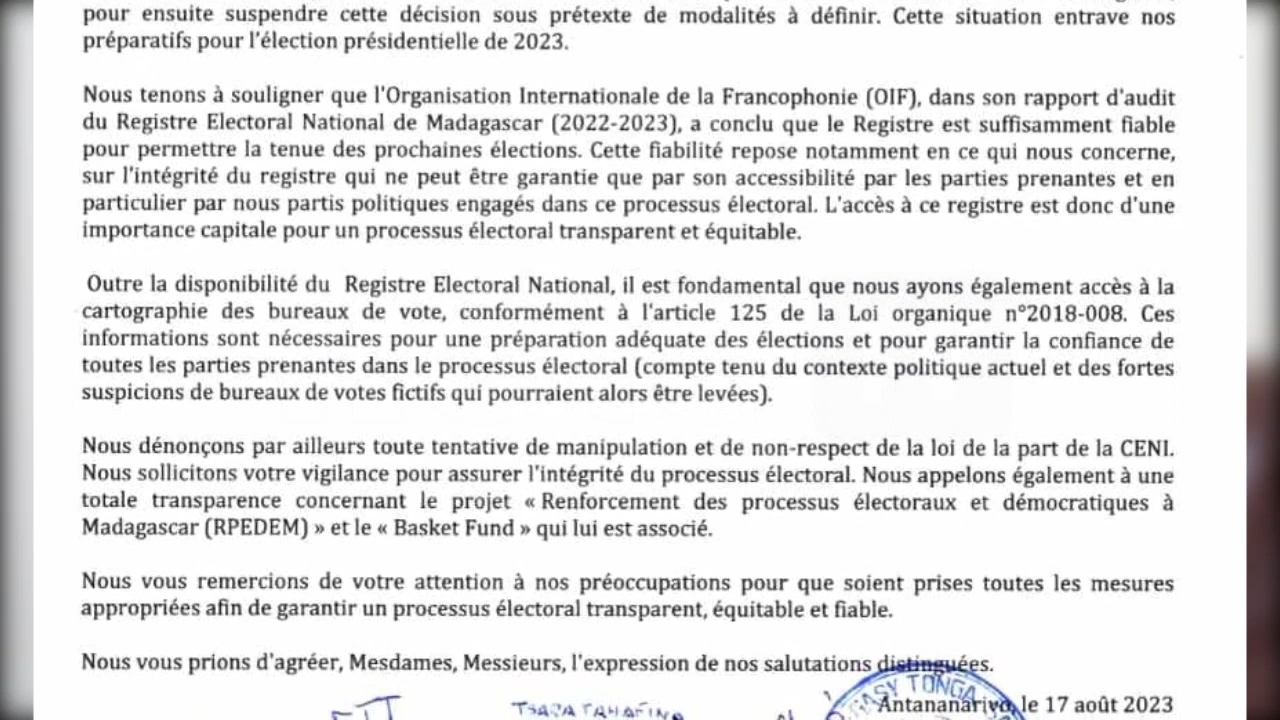 pour ensuite suspendre cette décision sous prétexte de modalités à définir. Cette situation entrave nos
préparatifs pour l'élection présidentielle de 2023.
Nous tenons à souligner que l'Organisation Internationale de la Francophonie (OIF), dans son rapport d'audit
du Registre Electoral National de Madagascar (2022-2023), a conclu que le Registre est suffisamment fiable
pour permettre la tenue des prochaines élections. Cette fiabilité repose notamment en ce qui nous concerne,
sur l'intégrité du registre qui ne peut être garantie que par son accessibilité par les parties prenantes et en
particulier par nous partis politiques engagés dans ce processus électoral. L'accès à ce registre est donc d'une
importance capitale pour un processus électoral transparent et équitable.
Outre la disponibilité du Registre Electoral National, il est fondamental que nous ayons également accès à la
cartographie des bureaux de vote, conformément à l'article 125 de la Loi organique n°2018-008. Ces
informations sont nécessaires pour une préparation adéquate des élections et pour garantir la confiance de
toutes les parties prenantes dans le processus électoral (compte tenu du contexte politique actuel et des fortes
suspicions de bureaux de votes fictifs qui pourraient alors être levées).
Nous dénonçons par ailleurs toute tentative de manipulation et de non-respect de la loi de la part de la CENI.
Nous sollicitons votre vigilance pour assurer l'intégrité du processus électoral. Nous appelons également à une
totale transparence concernant le projet « Renforcement des processus électoraux et démocratiques à
Madagascar (RPEDEM) » et le « Basket Fund » qui lui est associé.
Nous vous remercions de votre attention à nos préoccupations pour que soient prises toutes les mesures
appropriées afin de garantir un processus électoral transparent, équitable et fiable.
Nous vous prions d'agréer, Mesdames, Messieurs, l'expression de nos salutations distinguées.
Antananarivo, le 17 août 2023
TONGA